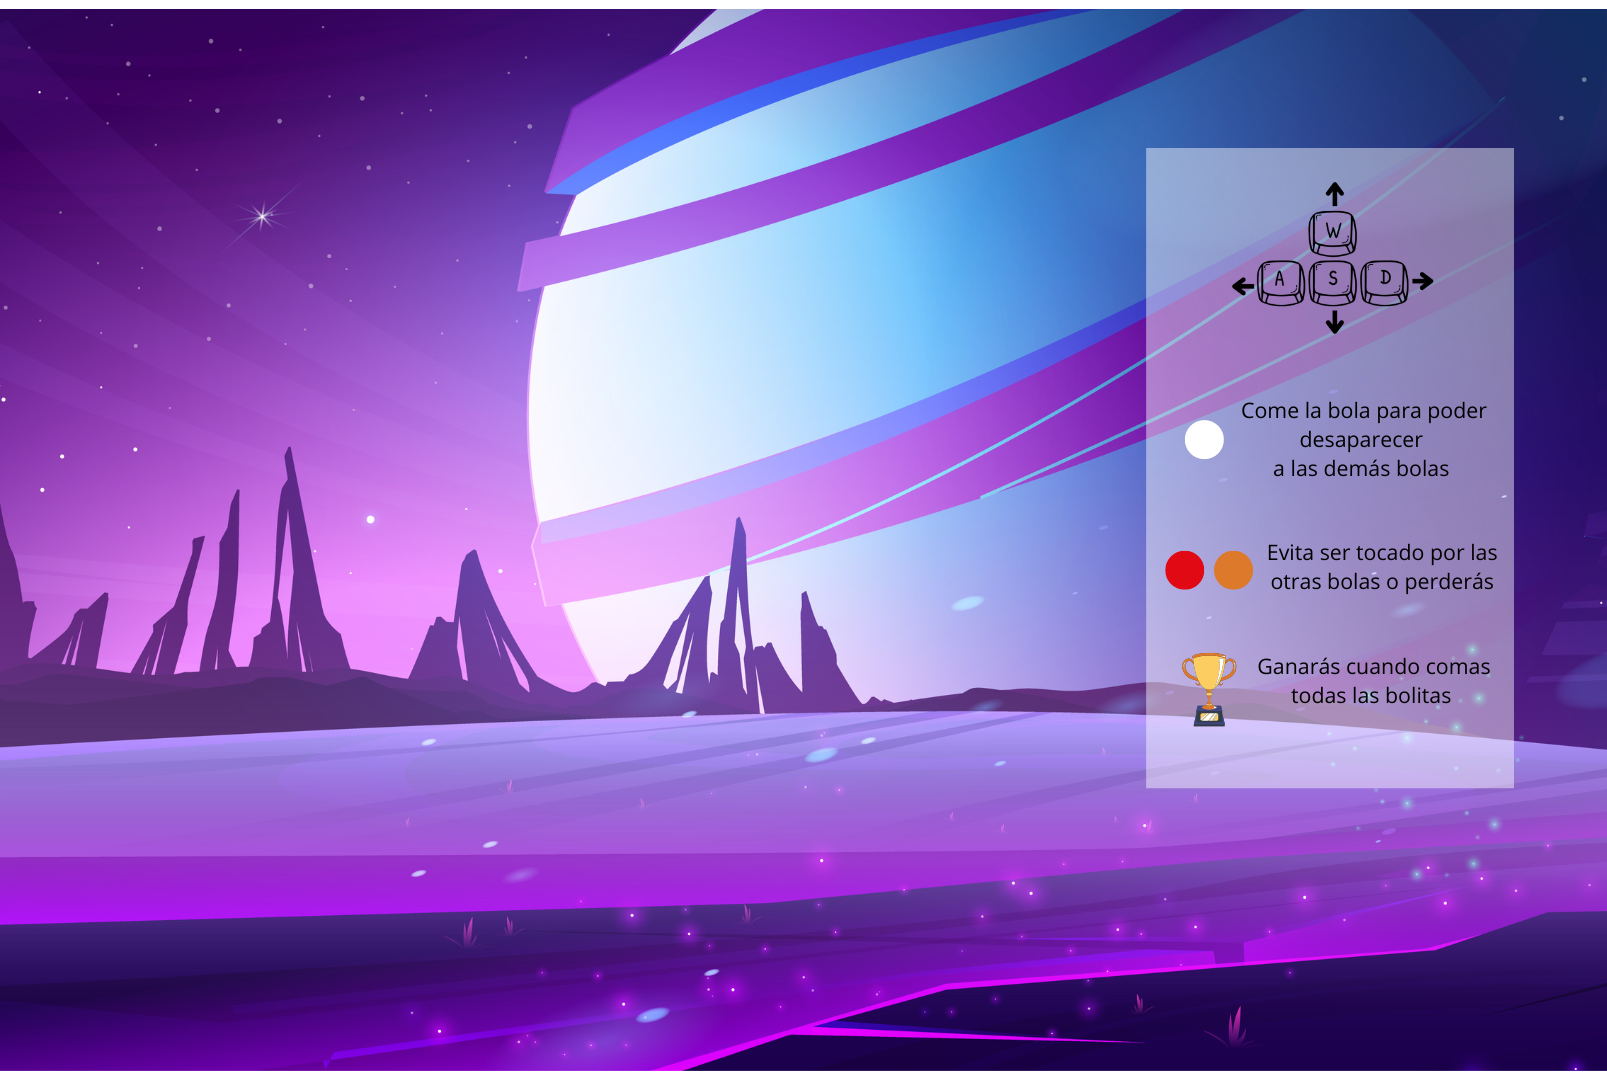 W
A S D
Come la bola para poder
desaparecer
a las demás bolas
Evita ser tocado por las
otras bolas o perderás
Ganarás cuando comas
todas las bolitas